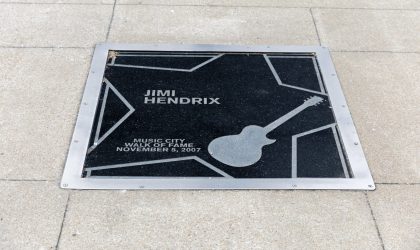 JIMI
HENDRIX
MUSIC CITY
WALK OF FAME
NOVEMBER 5, 2007